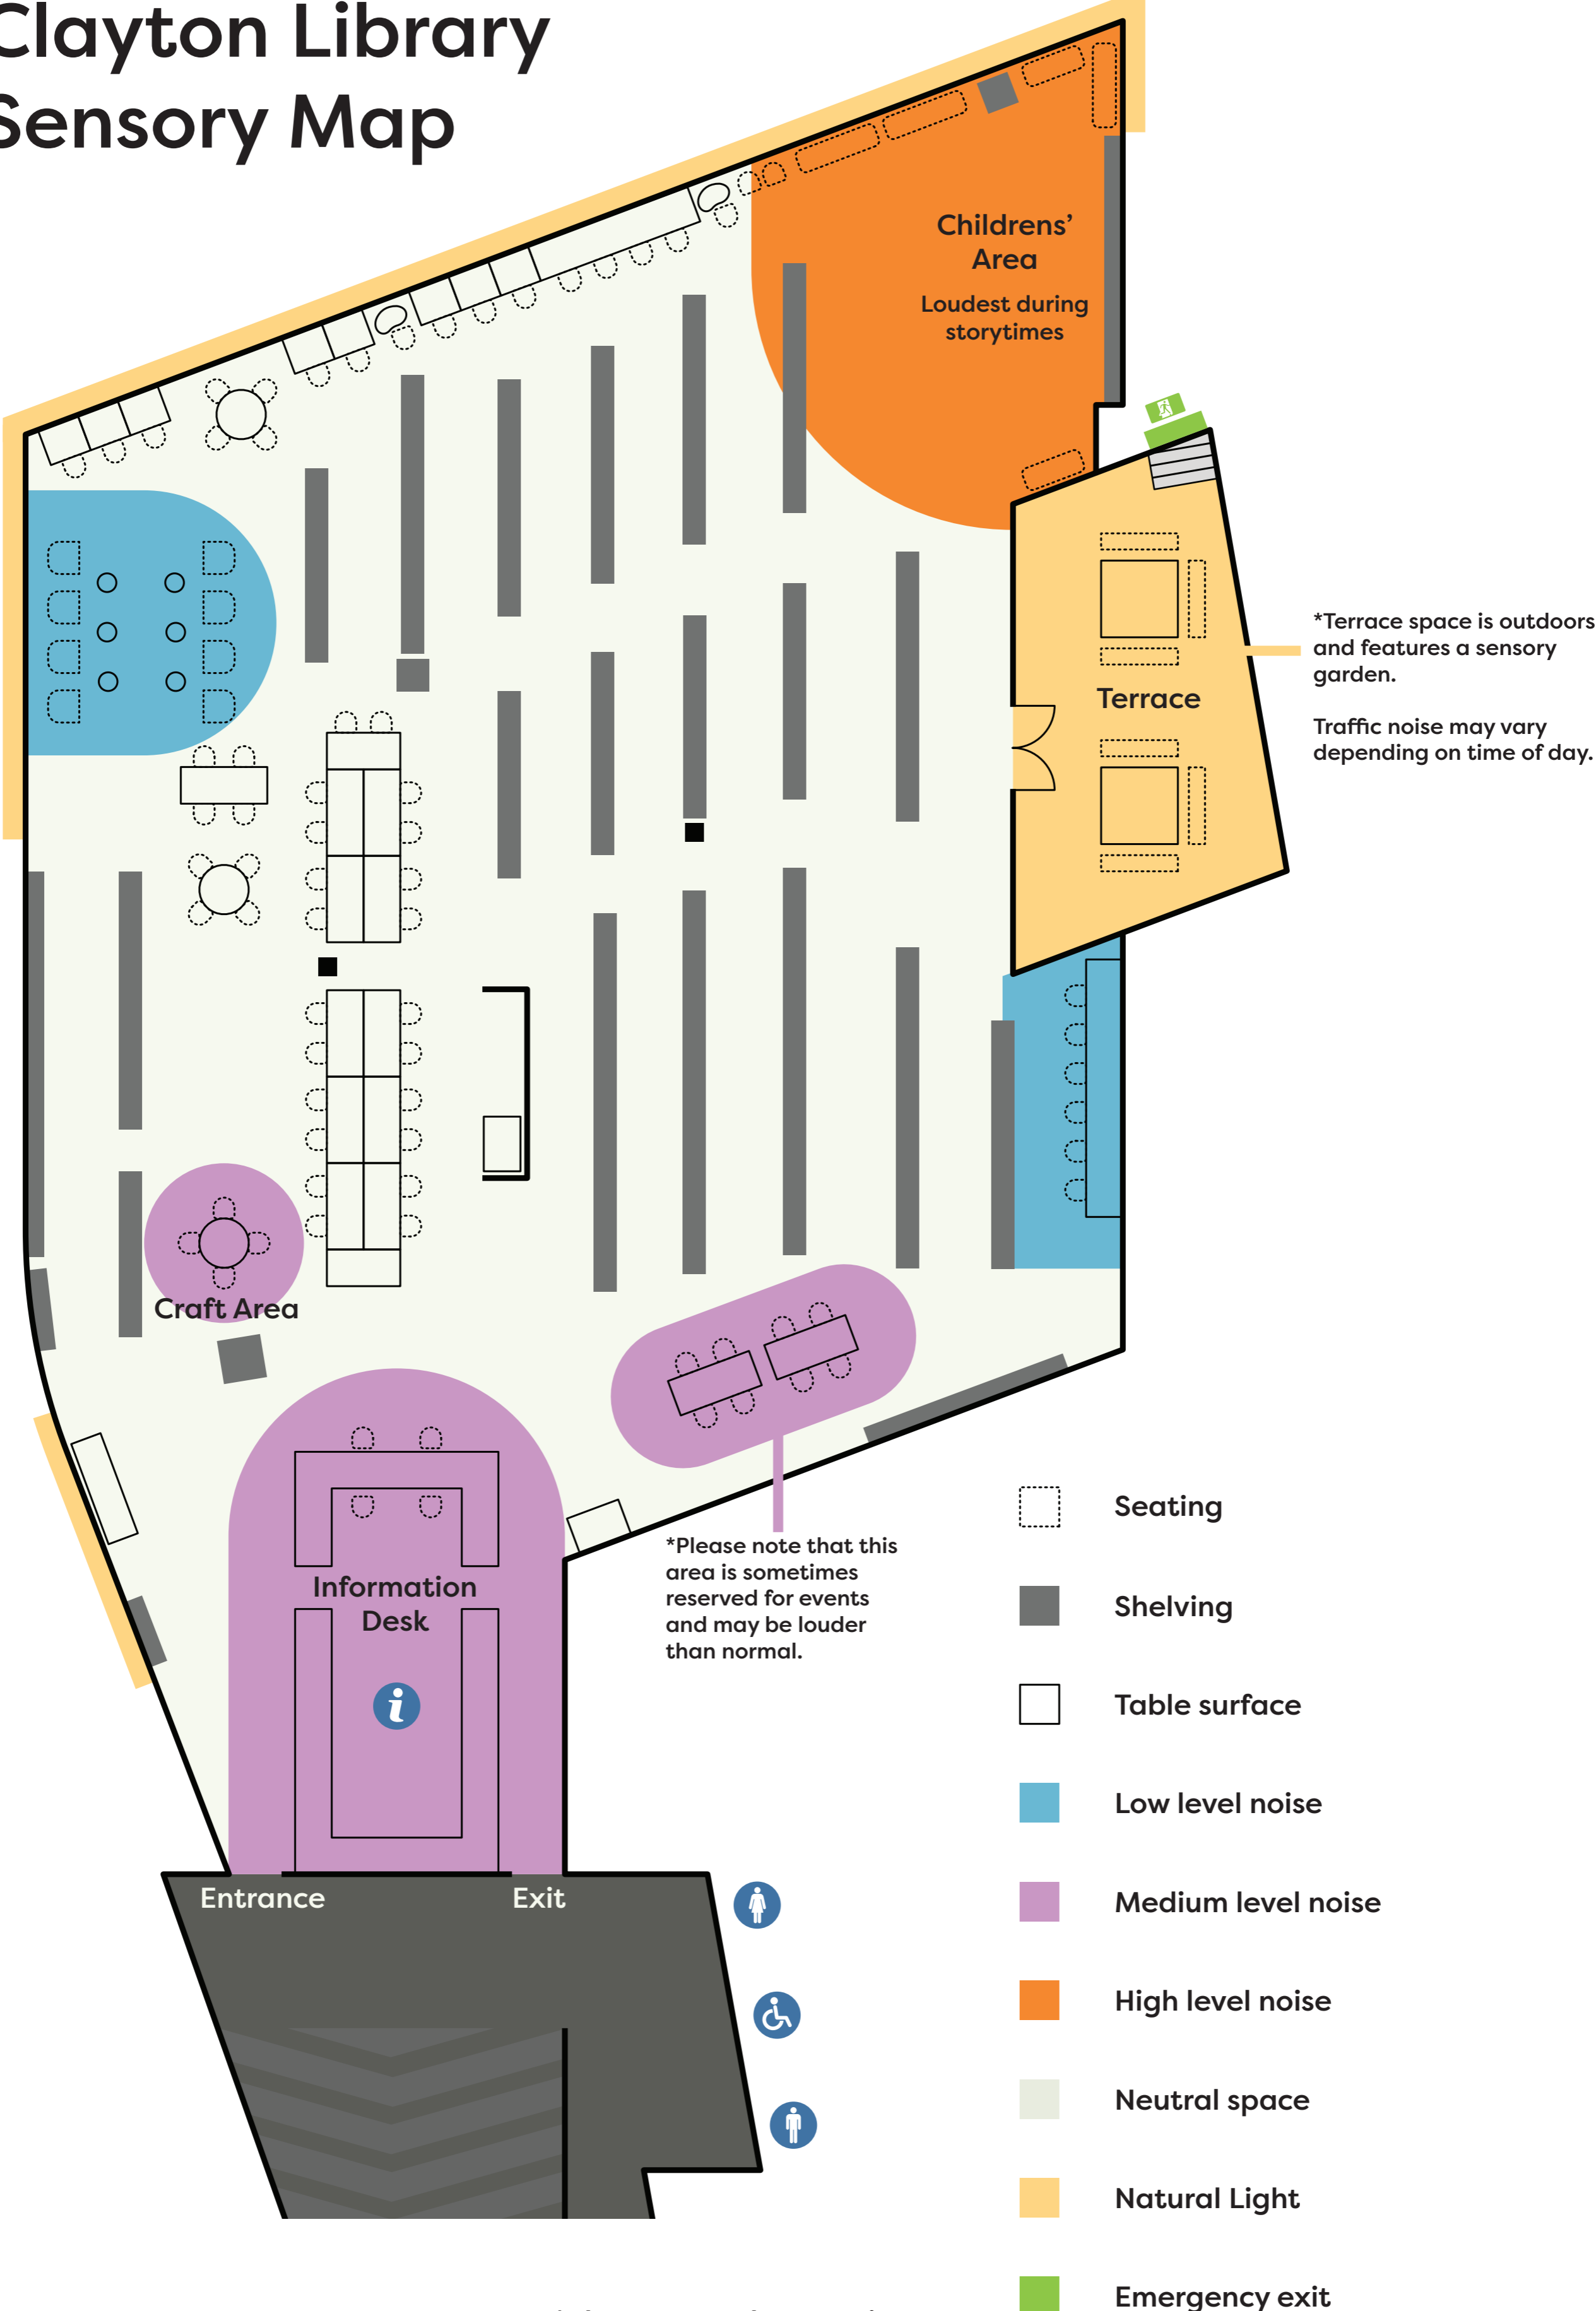 Clayton Library
Sensory Map
Childrens’
Area
Loudest during
storytimes
*Terrace space is outdoors
and features a sensory
garden.
Traffic noise may vary
depending on time of day.
Terrace
Craft Area
*Please note that this
area is sometimes
reserved for events
and may be louder
than normal.
Information
Desk
i
Entrance
Exit
Seating
Shelving
Table surface
Low level noise
Medium level noise
High level noise
Neutral space
Natural Light
Emergency exit